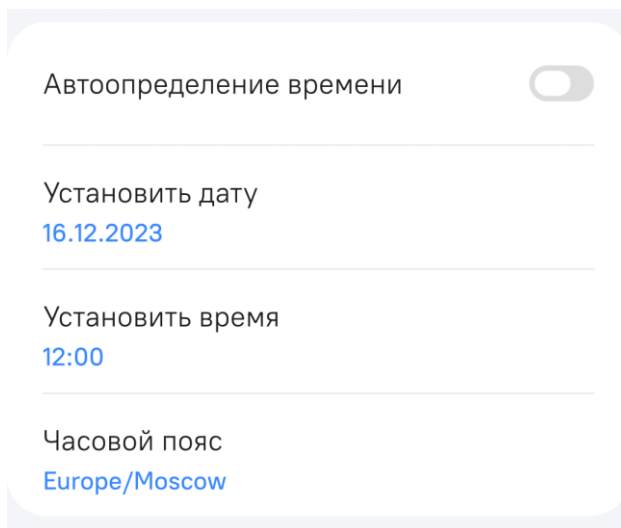 Автоопределение времени
Установить дату
16.12.2023
Установить время
12:00
Часовой пояс
Europe/Moscow